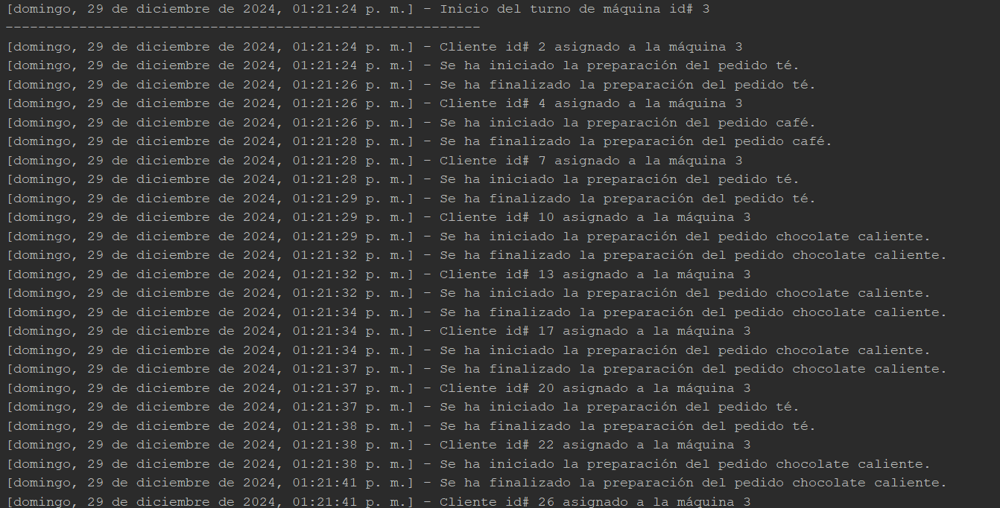 [domingo, 29 de diciembre de 2024, 01:21:24 p. m.] - Inicio del turno de máquina id# 3
----------------------------------------------------------
[domingo, 29 de diciembre de 2024, 01:21:24 p. m.] - Cliente id# 2 asignado a la máquina 3
[domingo, 29 de diciembre de 2024, 01:21:24 p. m.] - Se ha iniciado la preparación del pedido té.
[domingo, 29 de diciembre de 2024, 01:21:26 p. m.] - Se ha finalizado la preparación del pedido té.
[domingo, 29 de diciembre de 2024, 01:21:26 p. m.] - Cliente id# 4 asignado a la máquina 3
[domingo, 29 de diciembre de 2024, 01:21:26 p. m.] - Se ha iniciado la preparación del pedido café.
[domingo, 29 de diciembre de 2024, 01:21:28 p. m.] - Se ha finalizado la preparación del pedido café.
[domingo, 29 de diciembre de 2024, 01:21:28 p. m.] - Cliente id# 7 asignado a la máquina 3
[domingo, 29 de diciembre de 2024, 01:21:28 p. m.] - Se ha iniciado la preparación del pedido té.
[domingo, 29 de diciembre de 2024, 01:21:29 p. m.] - Se ha finalizado la preparación del pedido té.
[domingo, 29 de diciembre de 2024, 01:21:29 p. m.] - Cliente id# 10 asignado a la máquina 3
[domingo, 29 de diciembre de 2024, 01:21:29 p. m.] - Se ha iniciado la preparación del pedido chocolate caliente.
[domingo, 29 de diciembre de 2024, 01:21:32 p. m.] - Se ha finalizado la preparación del pedido chocolate caliente.
[domingo, 29 de diciembre de 2024, 01:21:32 p. m.] - Cliente id# 13 asignado a la máquina 3
[domingo, 29 de diciembre de 2024, 01:21:32 p. m.] - Se ha iniciado la preparación del pedido chocolate caliente.
[domingo, 29 de diciembre de 2024, 01:21:34 p. m.] - Se ha finalizado la preparación del pedido chocolate caliente.
[domingo, 29 de diciembre de 2024, 01:21:34 p. m.] - Cliente id# 17 asignado a la máquina 3
[domingo, 29 de diciembre de 2024, 01:21:34 p. m.] - Se ha iniciado la preparación del pedido chocolate caliente.
[domingo, 29 de diciembre de 2024, 01:21:37 p. m.] - Se ha finalizado la preparación del pedido chocolate caliente.
[domingo, 29 de diciembre de 2024, 01:21:37 p. m.] - Cliente id# 20 asignado a la máquina 3
[domingo, 29 de diciembre de 2024, 01:21:37 p. m.] - Se ha iniciado la preparación del pedido té.
[domingo, 29 de diciembre de 2024, 01:21:38 p. m.] - Se ha finalizado la preparación del pedido té.
[domingo, 29 de diciembre de 2024, 01:21:38 p. m.] - Cliente id# 22 asignado a la máquina 3
[domingo, 29 de diciembre de 2024, 01:21:38 p. m.] - Se ha iniciado la preparación del pedido chocolate caliente.
[domingo, 29 de diciembre de 2024, 01:21:41 p. m.] - Se ha finalizado la preparación del pedido chocolate caliente.
[domingo, 29 de diciembre de 2024, 01:21:41 p. m.] - Cliente id# 26 asignado a la máquina 3